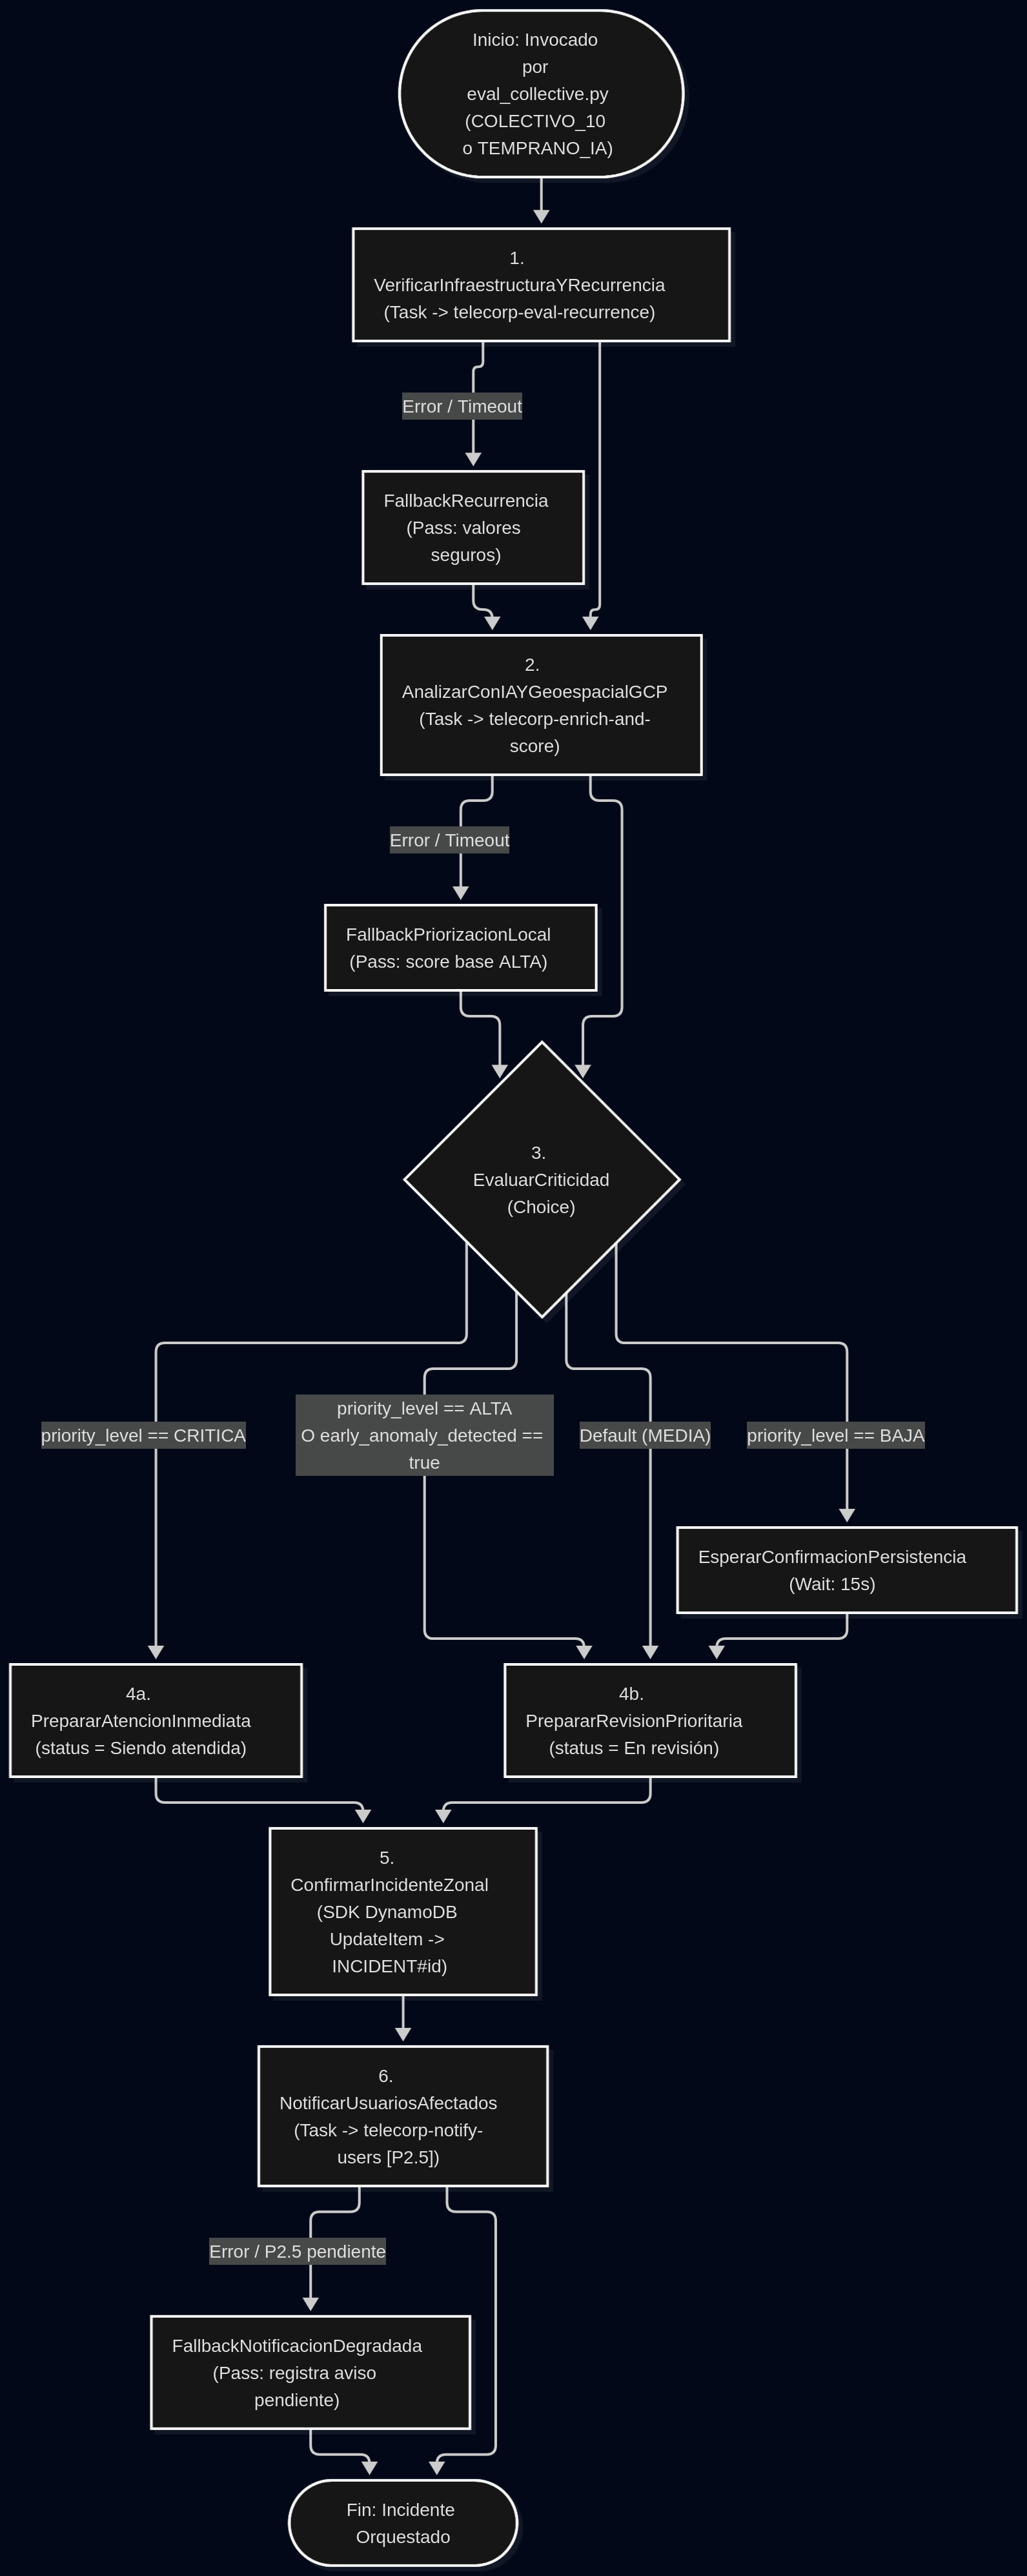 Inicio: Invocado
por
eval_collective.py
(COLECTIVO_10
o TEMPRANO_IA)
1.
VerificarInfraestructuraYRecurrencia
(Task -> telecorp-eval-recurrence)
Error / Timeout
FallbackRecurrencia
(Pass: valores
seguros)
2.
AnalizarConIAYGeoespacialGCP
(Task -> telecorp-enrich-and-
score)
Error / Timeout
FallbackPriorizacionLocal
(Pass: score base ALTA)
3.
EvaluarCriticidad
(Choice)
priority_level == CRITICA
priority_level == ALTA
O early_anomaly_detected ==
true
Default (MEDIA)
priority_level == BAJA
EsperarConfirmacionPersistencia
(Wait: 15s)
4a.
PrepararAtencionInmediata
(status = Siendo atendida)
4b.
PrepararRevisionPrioritaria
(status = En revisión)
5.
ConfirmarIncidenteZonal
(SDK DynamoDB
UpdateItem ->
INCIDENT#id)
6.
NotificarUsuariosAfectados
(Task -> telecorp-notify-
users [P2.5])
Error / P2.5 pendiente
FallbackNotificacionDegradada
(Pass: registra aviso
pendiente)
Fin: Incidente
Orquestado